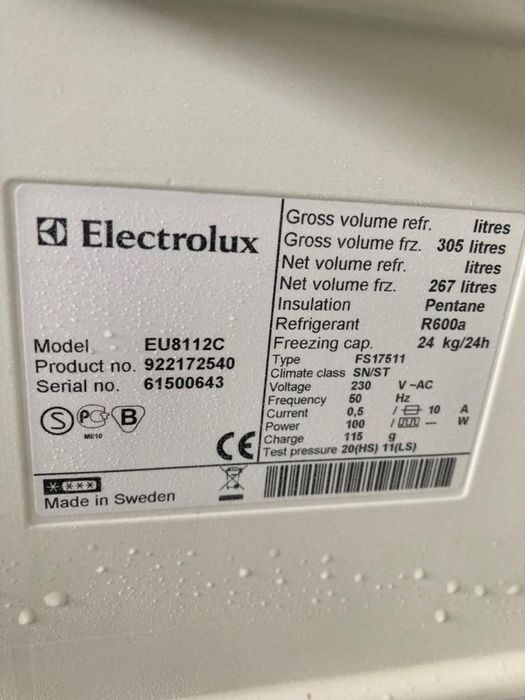 Electrolux
Model EU8112C
Product no. 922172540
Serial no. 61500643
S PG B
ME10
CE
Made in Sweden
Gross volume refr. litres
Gross volume frz. 305 litres
Net volume refr. litres
Net volume frz. 267 litres
Insulation Pentane
Refrigerant R600a
Freezing cap. 24 kg/24h
Type FS17511
Climate class SN/ST
Voltage 230 V ~AC
Frequency 50 Hz
Current 0,5 / 10 A
Power 100 / — W
Charge 115 g
Test pressure 20(HS) 11(LS)